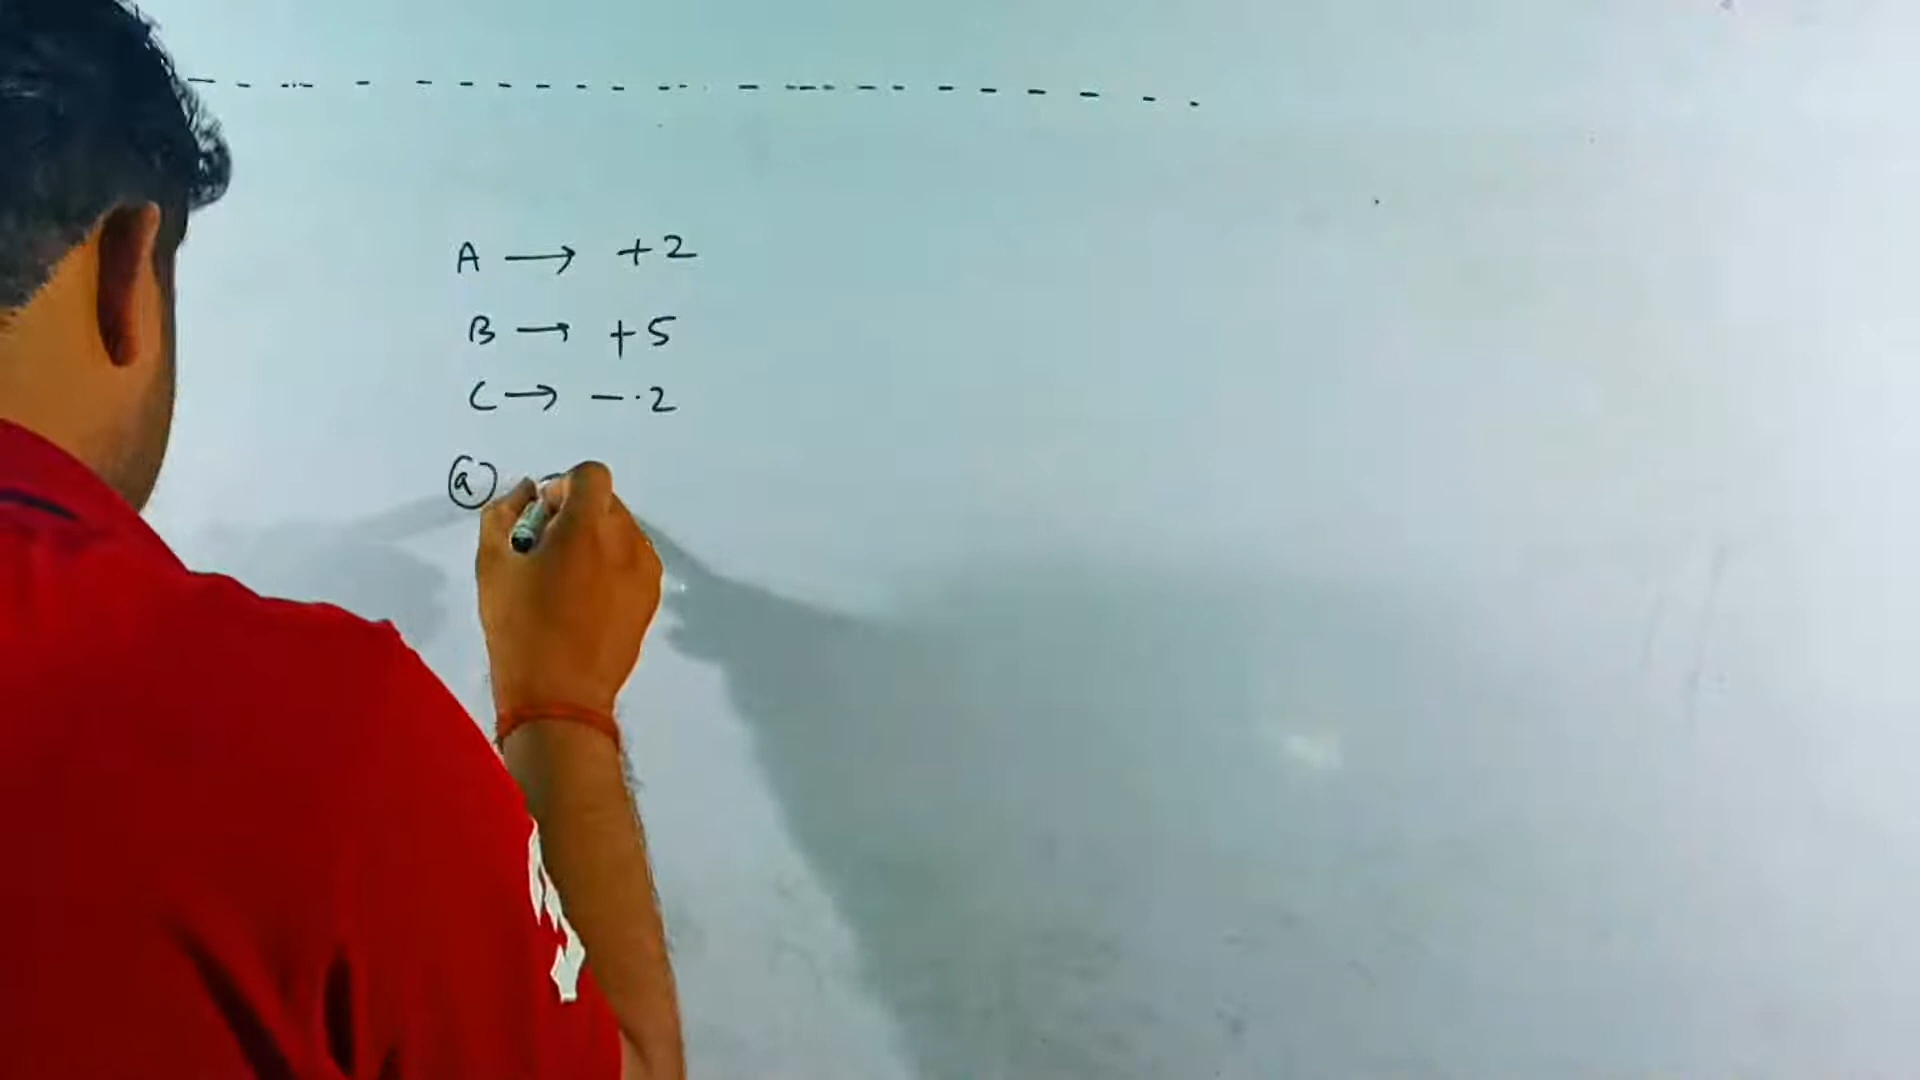 A → +2
B → +5
C → -.2
(a)